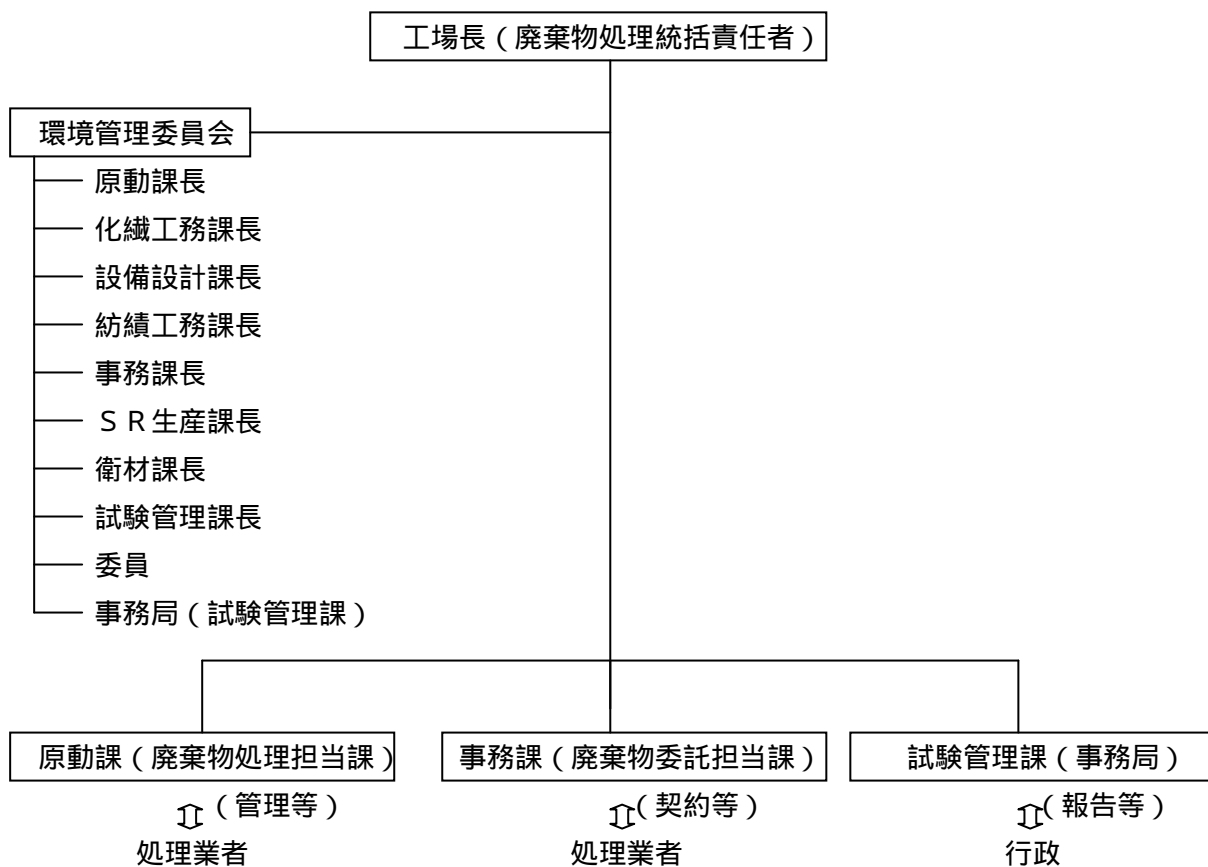 工場長（廃棄物処理統括責任者）
環境管理委員会
原動課長
化繊工務課長
設備設計課長
紡績工務課長
事務課長
ＳＲ生産課長
衛材課長
試験管理課長
委員
事務局（試験管理課）
原動課（廃棄物処理担当課） 事務課（廃棄物委託担当課） 試験管理課（事務局）
（管理等） （契約等） （報告等）
処理業者 処理業者 行政